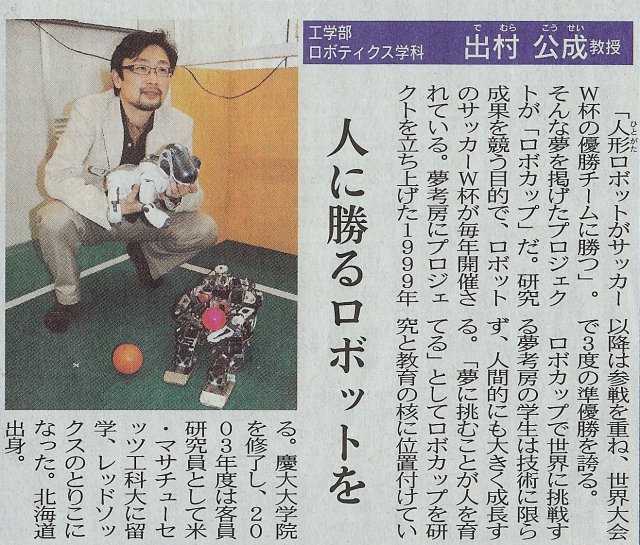 工学部
ロボティクス学科
出村 公成教授
で むら こう せい
人に勝るロボットを
「人形ロボットがサッカー
ひとがた
W杯の優勝チームに勝つ」。
そんな夢を掲げたプロジェク
トが「ロボカップ」だ。研究
成果を競う目的で、ロボット
のサッカーW杯が毎年開催さ
れている。夢考房にプロジェ
クトを立ち上げた1999年
以降は参戦を重ね、世界大会
で3度の準優勝を誇る。
ロボカップで世界に挑戦す
る夢考房の学生は技術に限ら
ず、人間的にも大きく成長す
る。「夢に挑むことが人を育
てる」としてロボカップを研
究と教育の核に位置付けてい
る。慶大大学院
を修了し、20
03年度は客員
研究員として米
・マサチューセ
ッツ工科大に留
学、レッドソッ
クスのとりこに
なった。北海道
出身。